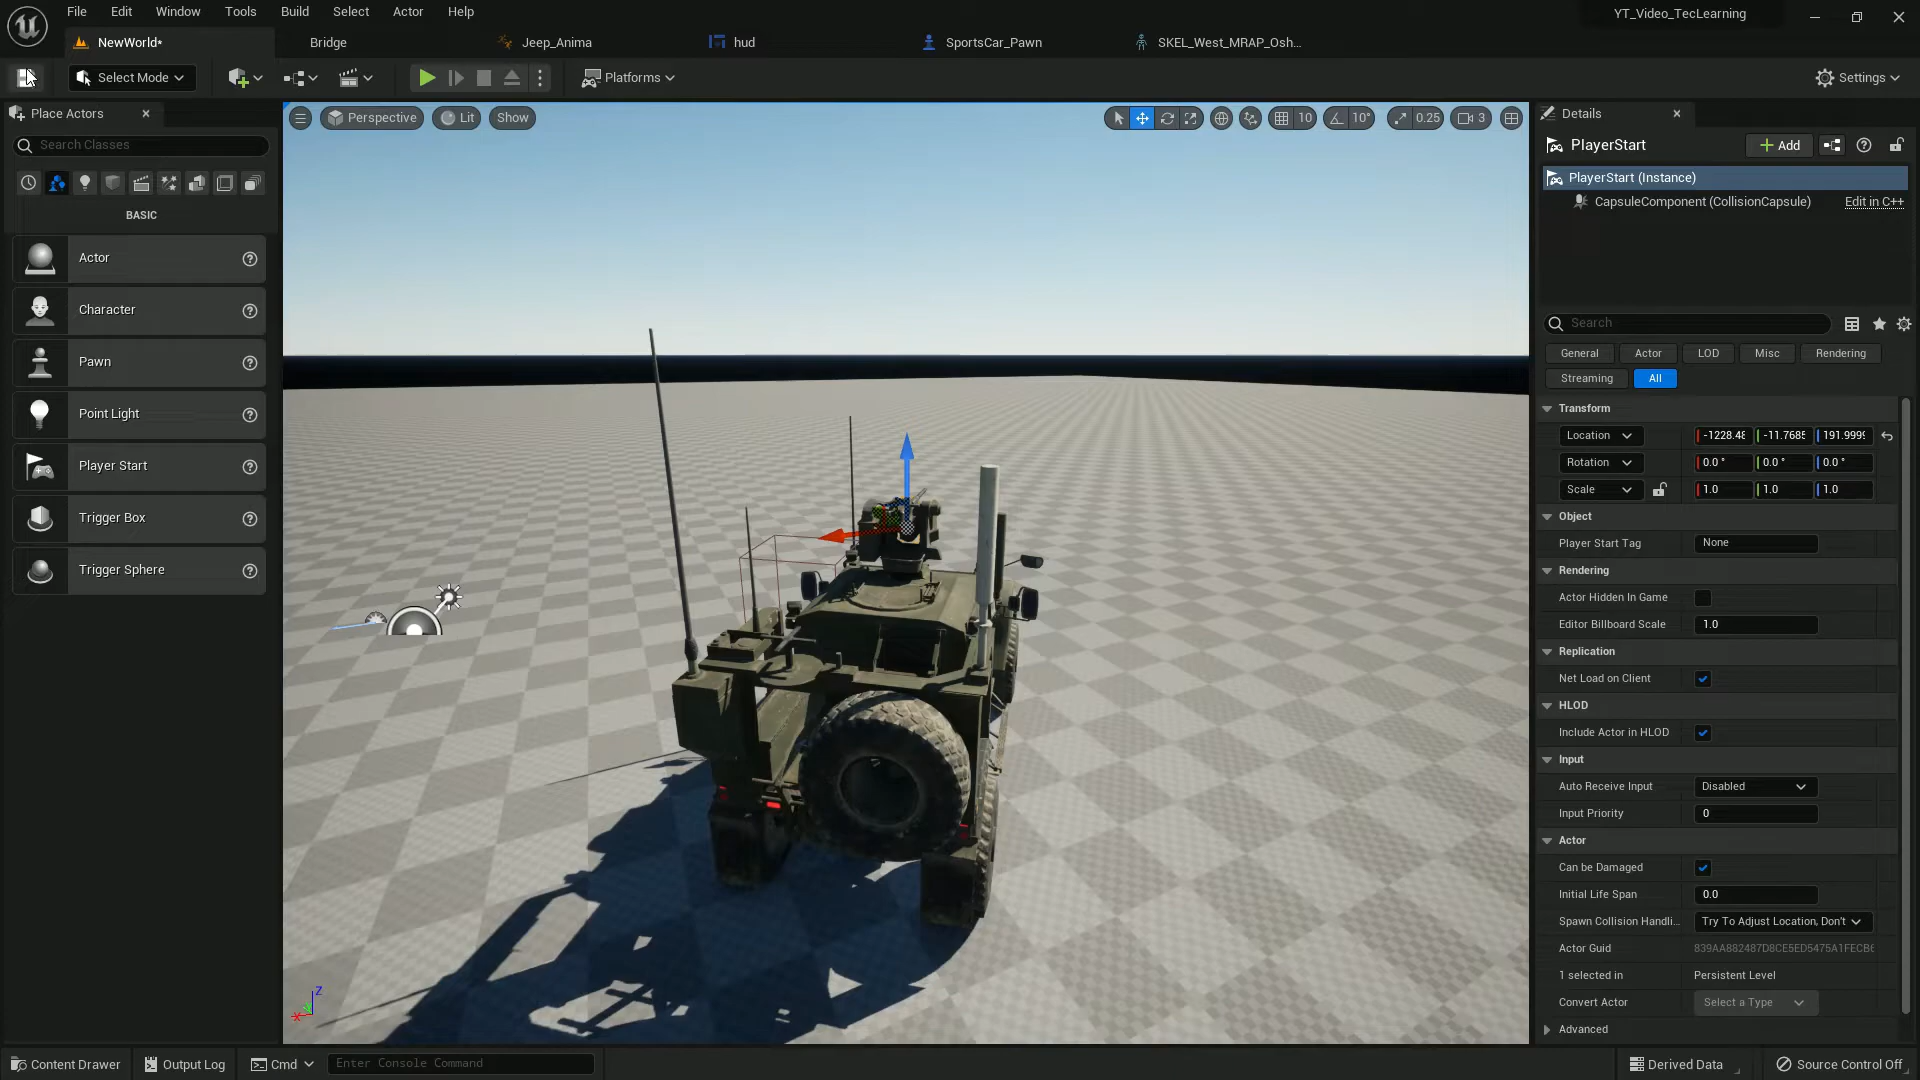 File Edit Window Tools Build Select Actor Help
YT_Video_TecLearning
NewWorld* Bridge Jeep_Anima hud SportsCar_Pawn SKEL_West_MRAP_Osh...
Select Mode Platforms Settings
Place Actors
Search Classes
BASIC
Actor
Character
Pawn
Point Light
Player Start
Trigger Box
Trigger Sphere
Perspective Lit Show 10 10° 0.25 3
Z
X
Details
PlayerStart Add
PlayerStart (Instance)
CapsuleComponent (CollisionCapsule) Edit in C++
Search
General Actor LOD Misc Rendering
Streaming All
Transform
Location -1228.48 -11.7685 191.9999
Rotation 0.0 ° 0.0 ° 0.0 °
Scale 1.0 1.0 1.0
Object
Player Start Tag None
Rendering
Actor Hidden In Game
Editor Billboard Scale 1.0
Replication
Net Load on Client
HLOD
Include Actor in HLOD
Input
Auto Receive Input Disabled
Input Priority 0
Actor
Can be Damaged
Initial Life Span 0.0
Spawn Collision Handli... Try To Adjust Location, Don't
Actor Guid 839AA882487D8CE5ED5475A1FECB6
1 selected in Persistent Level
Convert Actor Select a Type
Advanced
Content Drawer Output Log Cmd Enter Console Command Derived Data Source Control Off